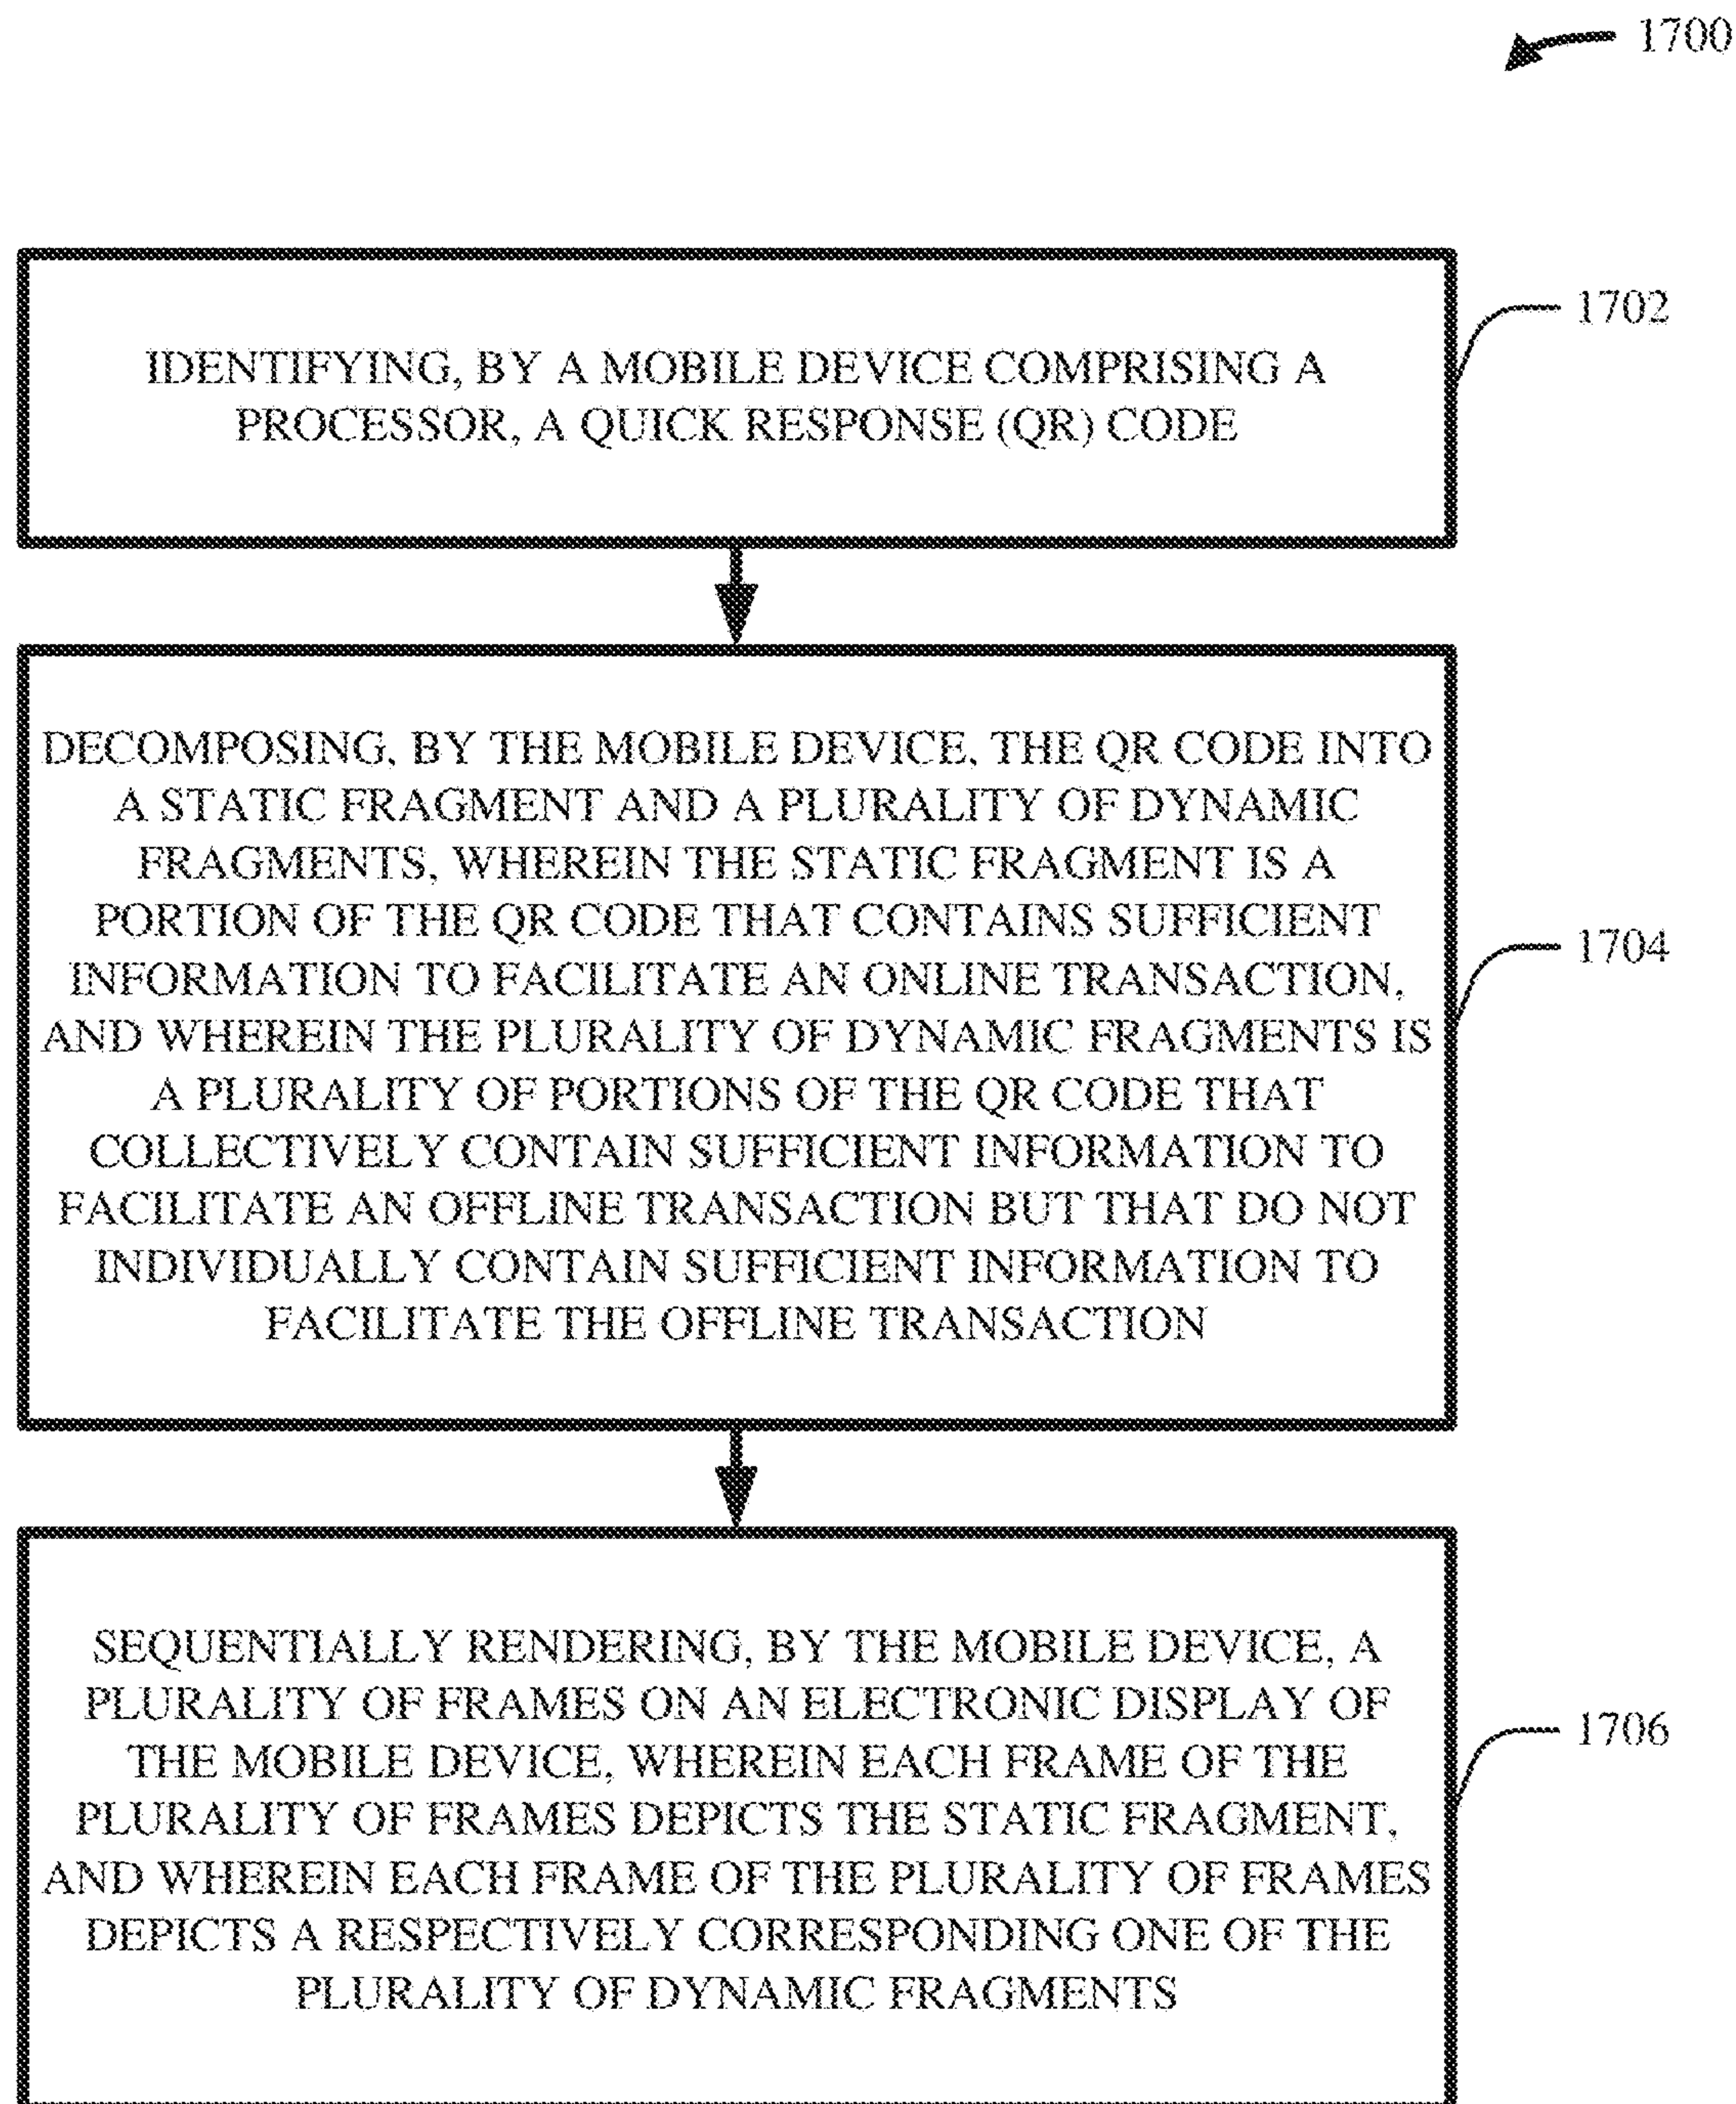 1700
1702
IDENTIFYING, BY A MOBILE DEVICE COMPRISING A
PROCESSOR, A QUICK RESPONSE (QR) CODE
DECOMPOSING, BY THE MOBILE DEVICE, THE QR CODE INTO
A STATIC FRAGMENT AND A PLURALITY OF DYNAMIC
FRAGMENTS, WHEREIN THE STATIC FRAGMENT IS A
PORTION OF THE QR CODE THAT CONTAINS SUFFICIENT
1704
INFORMATION TO FACILITATE AN ONLINE TRANSACTION,
AND WHEREIN THE PLURALITY OF DYNAMIC FRAGMENTS IS
A PLURALITY OF PORTIONS OF THE QR CODE THAT
COLLECTIVELY CONTAIN SUFFICIENT INFORMATION TO
FACILITATE AN OFFLINE TRANSACTION BUT THAT DO NOT
INDIVIDUALLY CONTAIN SUFFICIENT INFORMATION TO
FACILITATE THE OFFLINE TRANSACTION
SEQUENTIALLY RENDERING, BY THE MOBILE DEVICE, A
PLURALITY OF FRAMES ON AN ELECTRONIC DISPLAY OF
1706
THE MOBILE DEVICE, WHEREIN EACH FRAME OF THE
PLURALITY OF FRAMES DEPICTS THE STATIC FRAGMENT,
AND WHEREIN EACH FRAME OF THE PLURALITY OF FRAMES
DEPICTS A RESPECTIVELY CORRESPONDING ONE OF THE
PLURALITY OF DYNAMIC FRAGMENTS